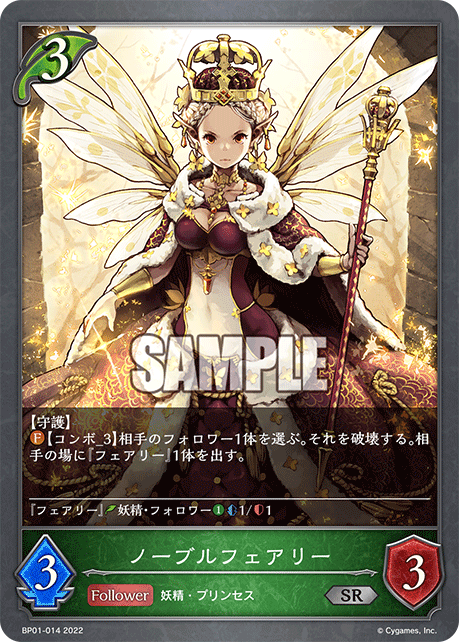 3
SAMPLE
【守護】
F【コンボ_3】相手のフォロワー1体を選ぶ。それを破壊する。相
手の場に『フェアリー』1体を出す。
『フェアリー』妖精・フォロワー1 1/1
ノーブルフェアリー
3 Follower 妖精・プリンセス SR 3
BP01-014 2022 © Cygames, Inc.